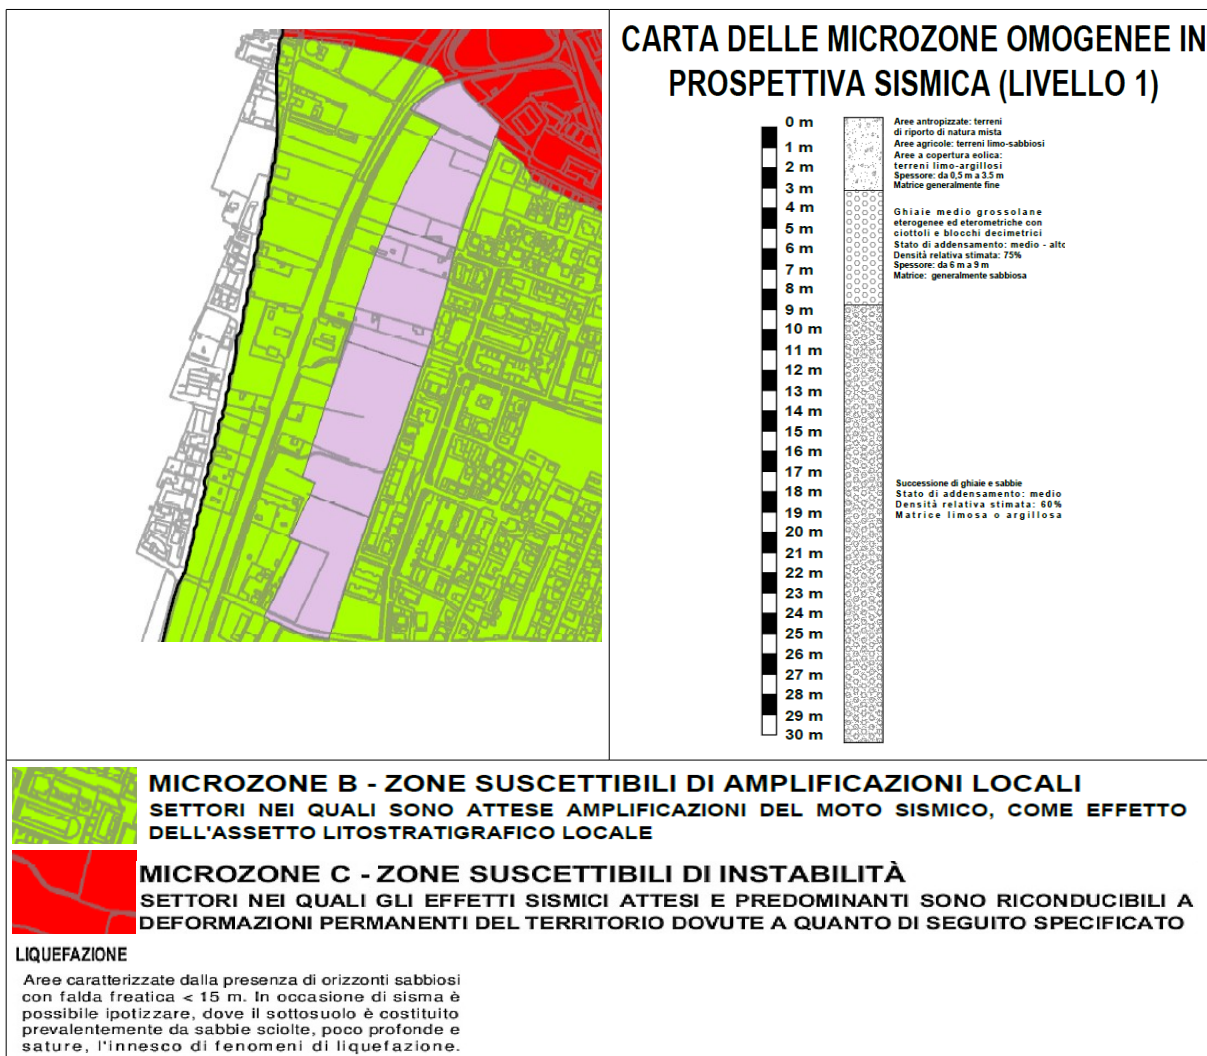 CARTA DELLE MICROZONE OMOGENEE IN
PROSPETTIVA SISMICA (LIVELLO 1)
0 m
1 m
2 m
3 m
4 m
5 m
6 m
7 m
8 m
9 m
10 m
11 m
12 m
13 m
14 m
15 m
16 m
17 m
18 m
19 m
20 m
21 m
22 m
23 m
24 m
25 m
26 m
27 m
28 m
29 m
30 m
Aree antropizzate: terreni
di riporto di natura mista
Aree agricole: terreni limo-sabbiosi
Aree a copertura eolica:
terreni limo-argillosi
Spessore: da 0,5 m a 3.5 m
Matrice generalmente fine
Ghiaie medio grossolane
eterogenee ed eterometriche con
ciottoli e blocchi decimetrici
Stato di addensamento: medio - alto
Densità relativa stimata: 75%
Spessore: da 6 m a 9 m
Matrice: generalmente sabbiosa
Successione di ghiaie e sabbie
Stato di addensamento: medio
Densità relativa stimata: 60%
Matrice limosa o argillosa
MICROZONE B - ZONE SUSCETTIBILI DI AMPLIFICAZIONI LOCALI
SETTORI NEI QUALI SONO ATTESE AMPLIFICAZIONI DEL MOTO SISMICO, COME EFFETTO
DELL'ASSETTO LITOSTRATIGRAFICO LOCALE
MICROZONE C - ZONE SUSCETTIBILI DI INSTABILITÀ
SETTORI NEI QUALI GLI EFFETTI SISMICI ATTESI E PREDOMINANTI SONO RICONDUCIBILI A
DEFORMAZIONI PERMANENTI DEL TERRITORIO DOVUTE A QUANTO DI SEGUITO SPECIFICATO
LIQUEFAZIONE
Aree caratterizzate dalla presenza di orizzonti sabbiosi
con falda freatica < 15 m. In occasione di sisma è
possibile ipotizzare, dove il sottosuolo è costituito
prevalentemente da sabbie sciolte, poco profonde e
sature, l'innesco di fenomeni di liquefazione.